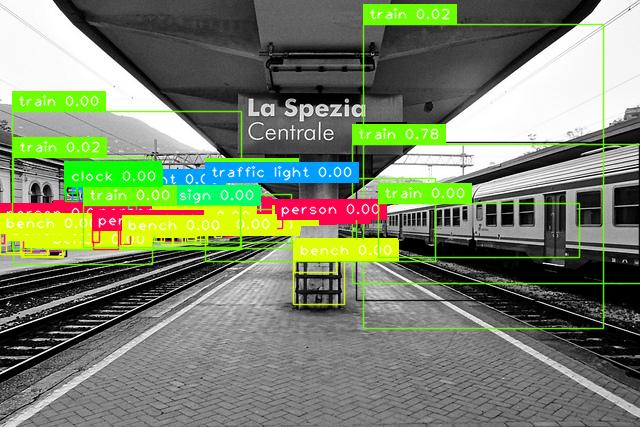 train 0.02
train 0.00
La Spezia
Centrale
train 0.78
train 0.02
clock 0.00
traffic light 0.00
train 0.00
sign 0.00
train 0.00
person 0.00
bench 0.00
bench 0.00